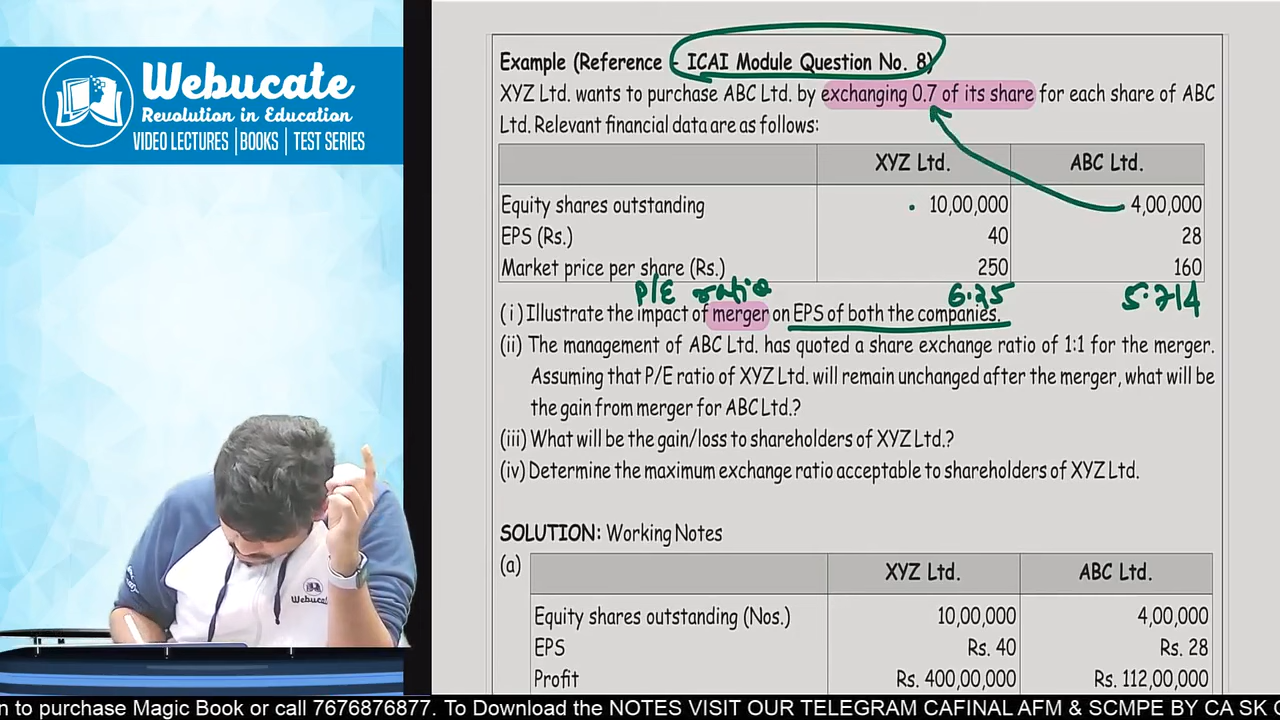 Webucate
Revolution in Education
VIDEO LECTURES | BOOKS | TEST SERIES
Example (Reference - ICAI Module Question No. 8)
XYZ Ltd. wants to purchase ABC Ltd. by exchanging 0.7 of its share for each share of ABC
Ltd. Relevant financial data are as follows:
XYZ Ltd. ABC Ltd.
Equity shares outstanding 10,00,000 4,00,000
EPS (Rs.) 40 28
Market price per share (Rs.) 250 160
P/E ratio 6.25 5.714
(i) Illustrate the impact of merger on EPS of both the companies.
(ii) The management of ABC Ltd. has quoted a share exchange ratio of 1:1 for the merger.
Assuming that P/E ratio of XYZ Ltd. will remain unchanged after the merger, what will be
the gain from merger for ABC Ltd.?
(iii) What will be the gain/loss to shareholders of XYZ Ltd.?
(iv) Determine the maximum exchange ratio acceptable to shareholders of XYZ Ltd.
SOLUTION: Working Notes
(a) XYZ Ltd. ABC Ltd.
Equity shares outstanding (Nos.) 10,00,000 4,00,000
EPS Rs. 40 Rs. 28
Profit Rs. 400,00,000 Rs. 112,00,000
Webucate
n to purchase Magic Book or call 7676876877. To Download the NOTES VISIT OUR TELEGRAM CAFINAL AFM & SCMPE BY CA SK C